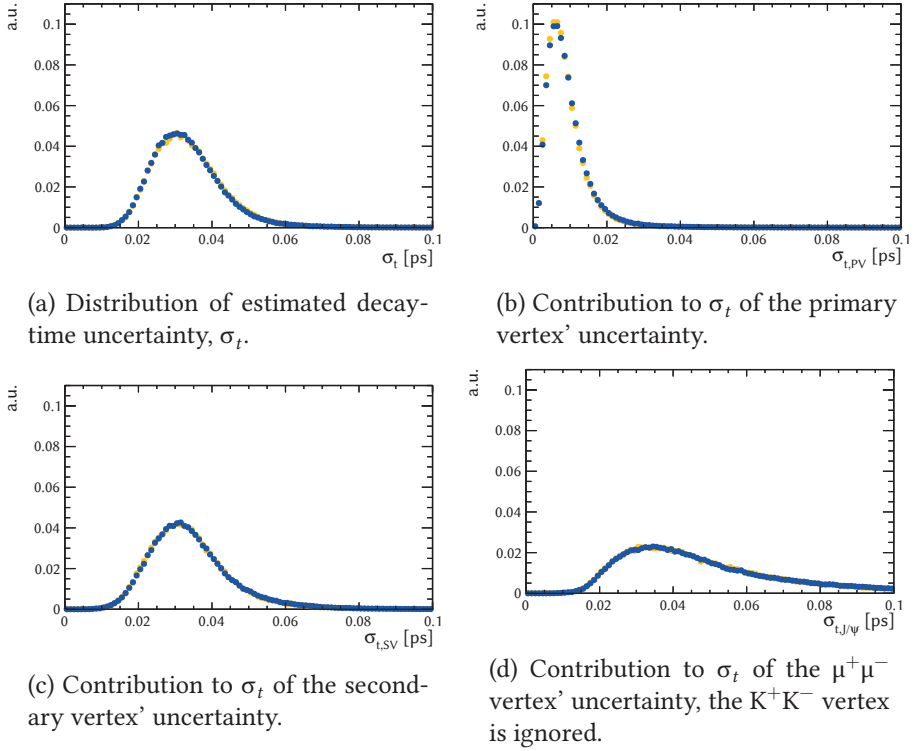 a.u.
0.1
0.08
0.06
0.04
0.02
0
0 0.02 0.04 0.06 0.08 0.1
σt [ps]
(a) Distribution of estimated decay-
time uncertainty, σt.
a.u.
0.1
0.08
0.06
0.04
0.02
0
0 0.02 0.04 0.06 0.08 0.1
σt,PV [ps]
(b) Contribution to σt of the primary
vertex’ uncertainty.
a.u.
0.1
0.08
0.06
0.04
0.02
0
0 0.02 0.04 0.06 0.08 0.1
σt,SV [ps]
(c) Contribution to σt of the second-
ary vertex’ uncertainty.
a.u.
0.1
0.08
0.06
0.04
0.02
0
0 0.02 0.04 0.06 0.08 0.1
σt,J/ψ [ps]
(d) Contribution to σt of the μ⁺μ⁻
vertex’ uncertainty, the K⁺K⁻ vertex
is ignored.